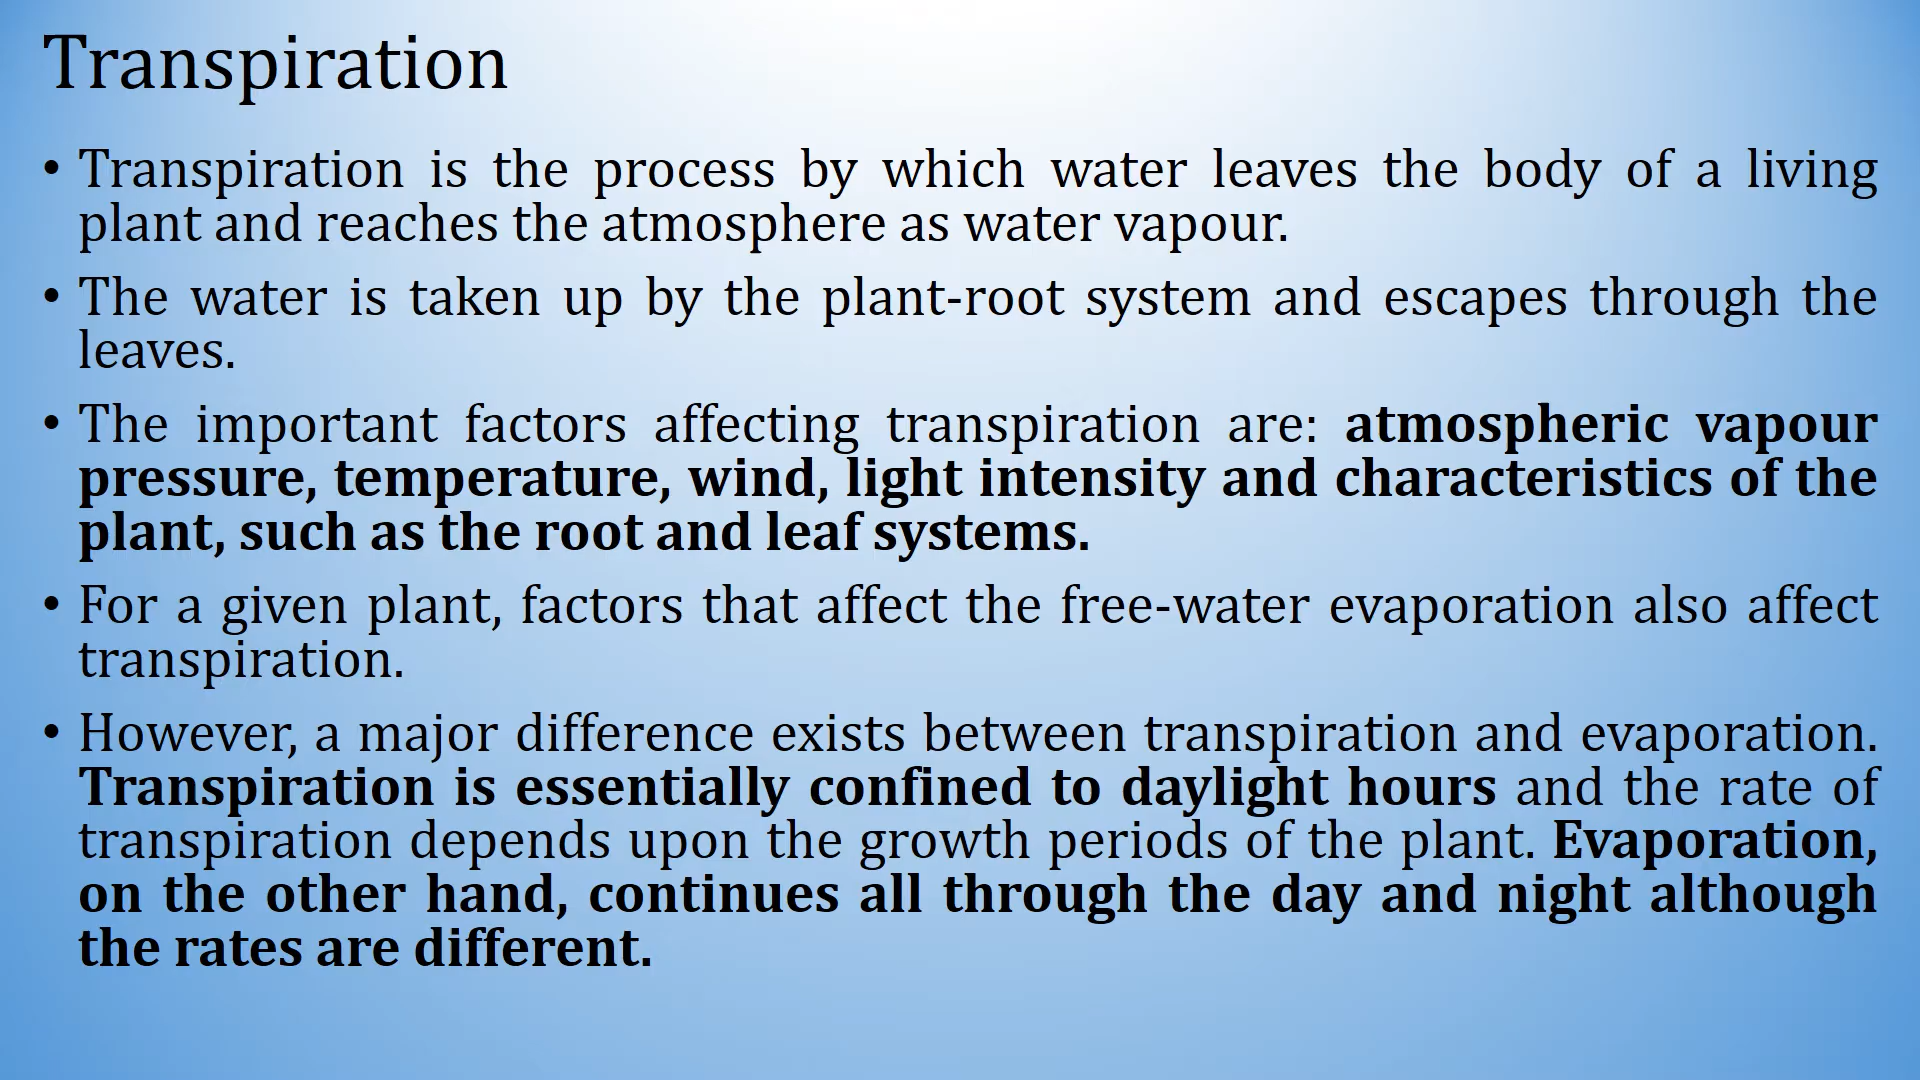 Transpiration
• Transpiration is the process by which water leaves the body of a living
plant and reaches the atmosphere as water vapour.
• The water is taken up by the plant-root system and escapes through the
leaves.
• The important factors affecting transpiration are: atmospheric vapour
pressure, temperature, wind, light intensity and characteristics of the
plant, such as the root and leaf systems.
• For a given plant, factors that affect the free-water evaporation also affect
transpiration.
• However, a major difference exists between transpiration and evaporation.
Transpiration is essentially confined to daylight hours and the rate of
transpiration depends upon the growth periods of the plant. Evaporation,
on the other hand, continues all through the day and night although
the rates are different.